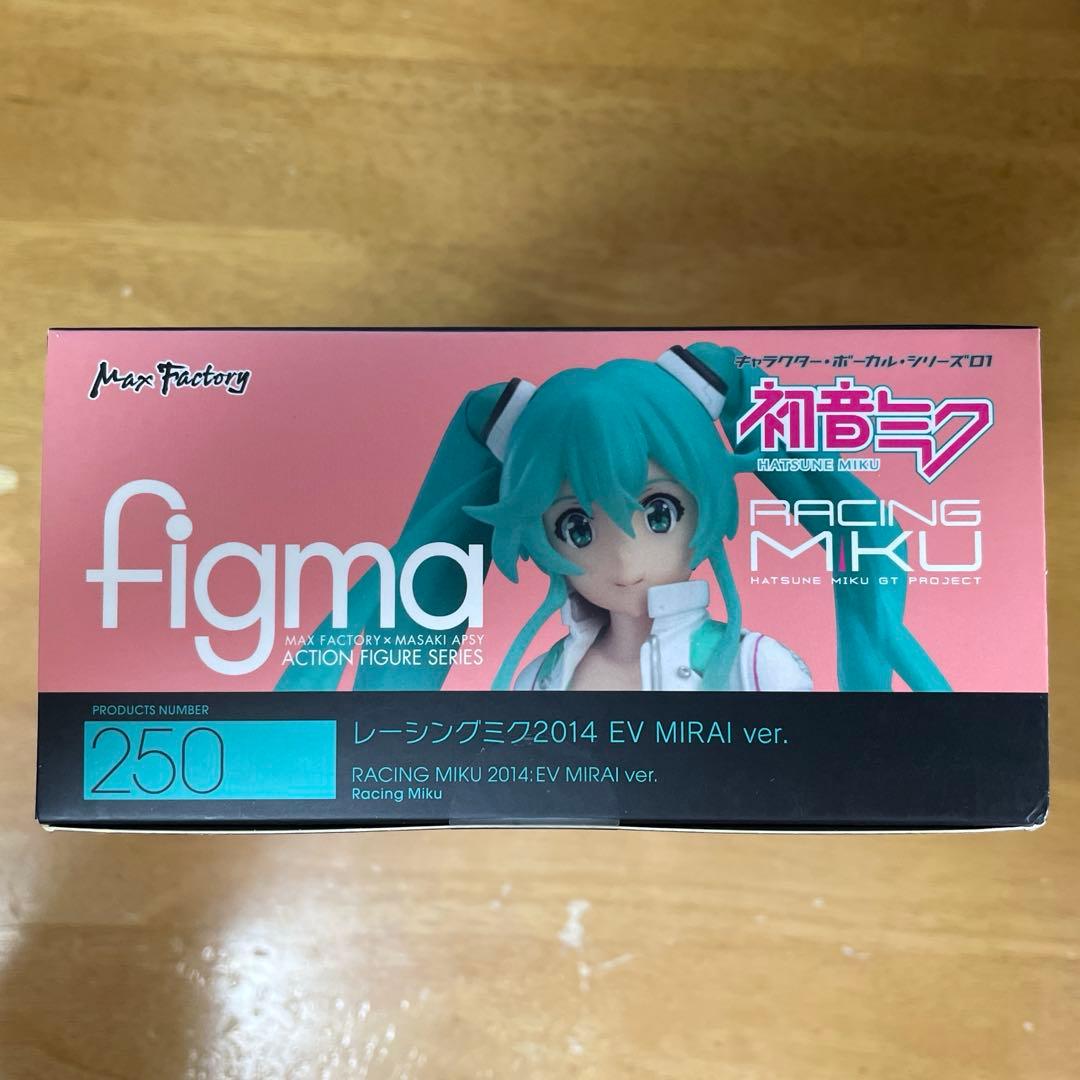 Max Factory
figma
MAX FACTORY×MASAKI APSY
ACTION FIGURE SERIES
キャラクター・ボーカル・シリーズ01
初音ミク
HATSUNE MIKU
RACING
MIKU
HATSUNE MIKU GT PROJECT
PRODUCTS NUMBER
250
レーシングミク2014 EV MIRAI ver.
RACING MIKU 2014:EV MIRAI ver.
Racing Miku